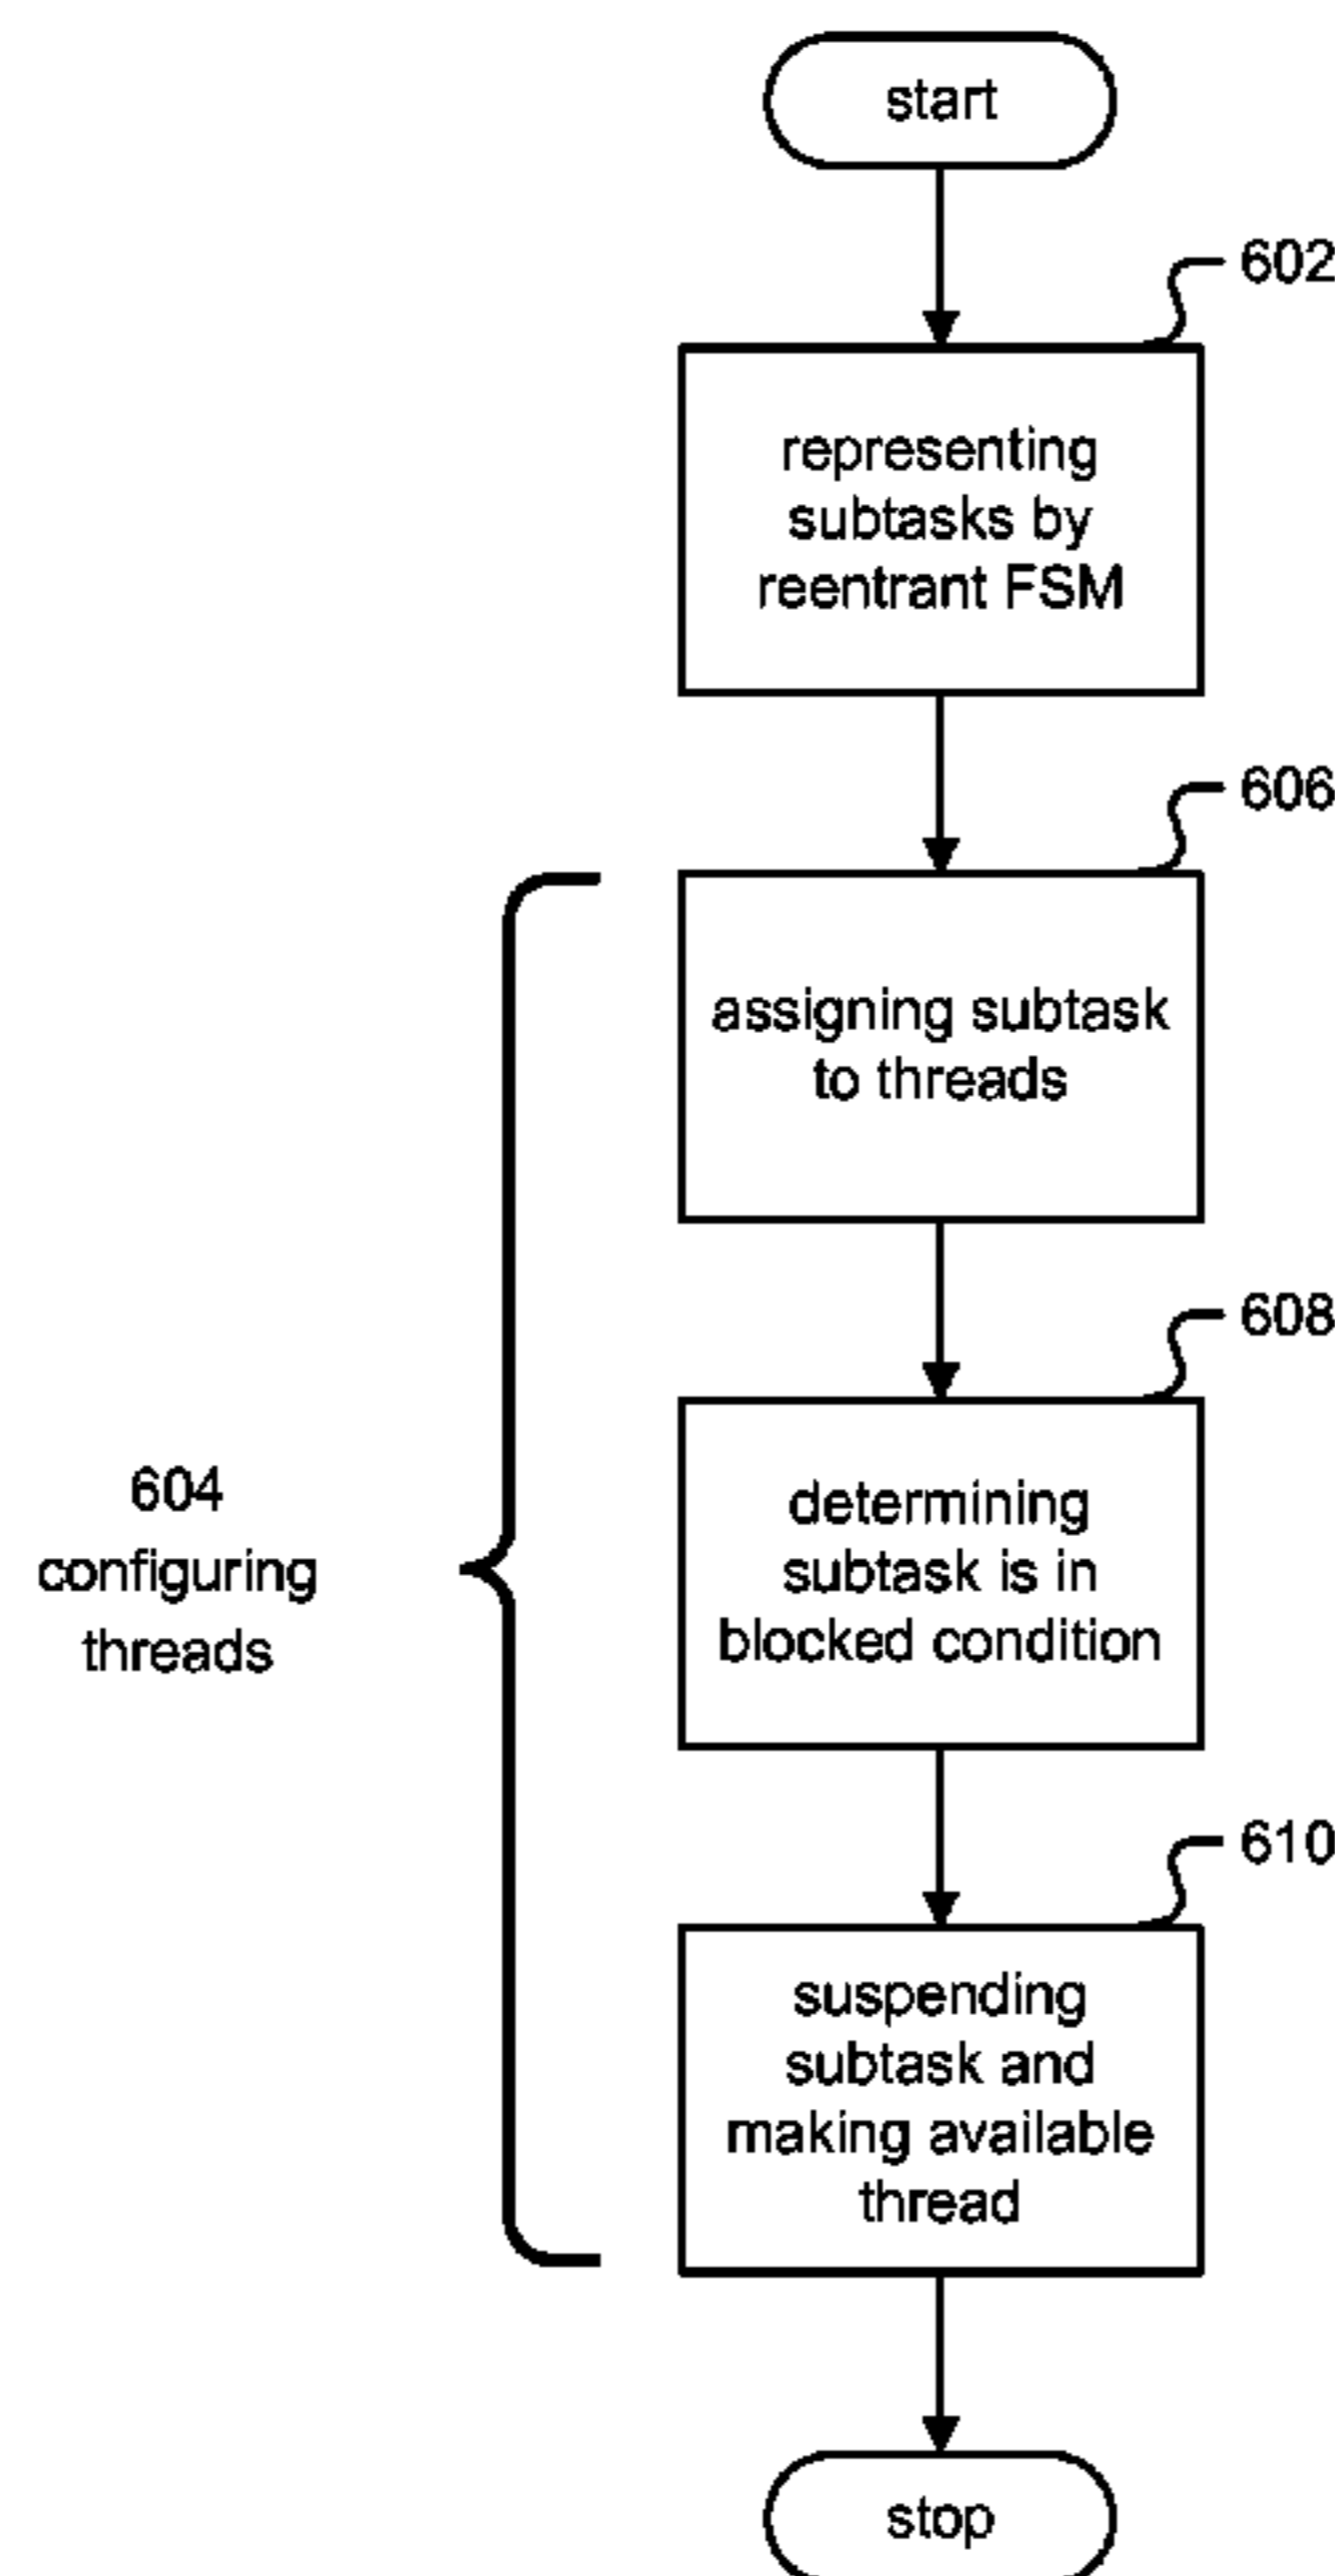 start
602
representing
subtasks by
reentrant FSM
606
assigning subtask
to threads
608
604
configuring
threads
determining
subtask is in
blocked condition
610
suspending
subtask and
making available
thread
stop